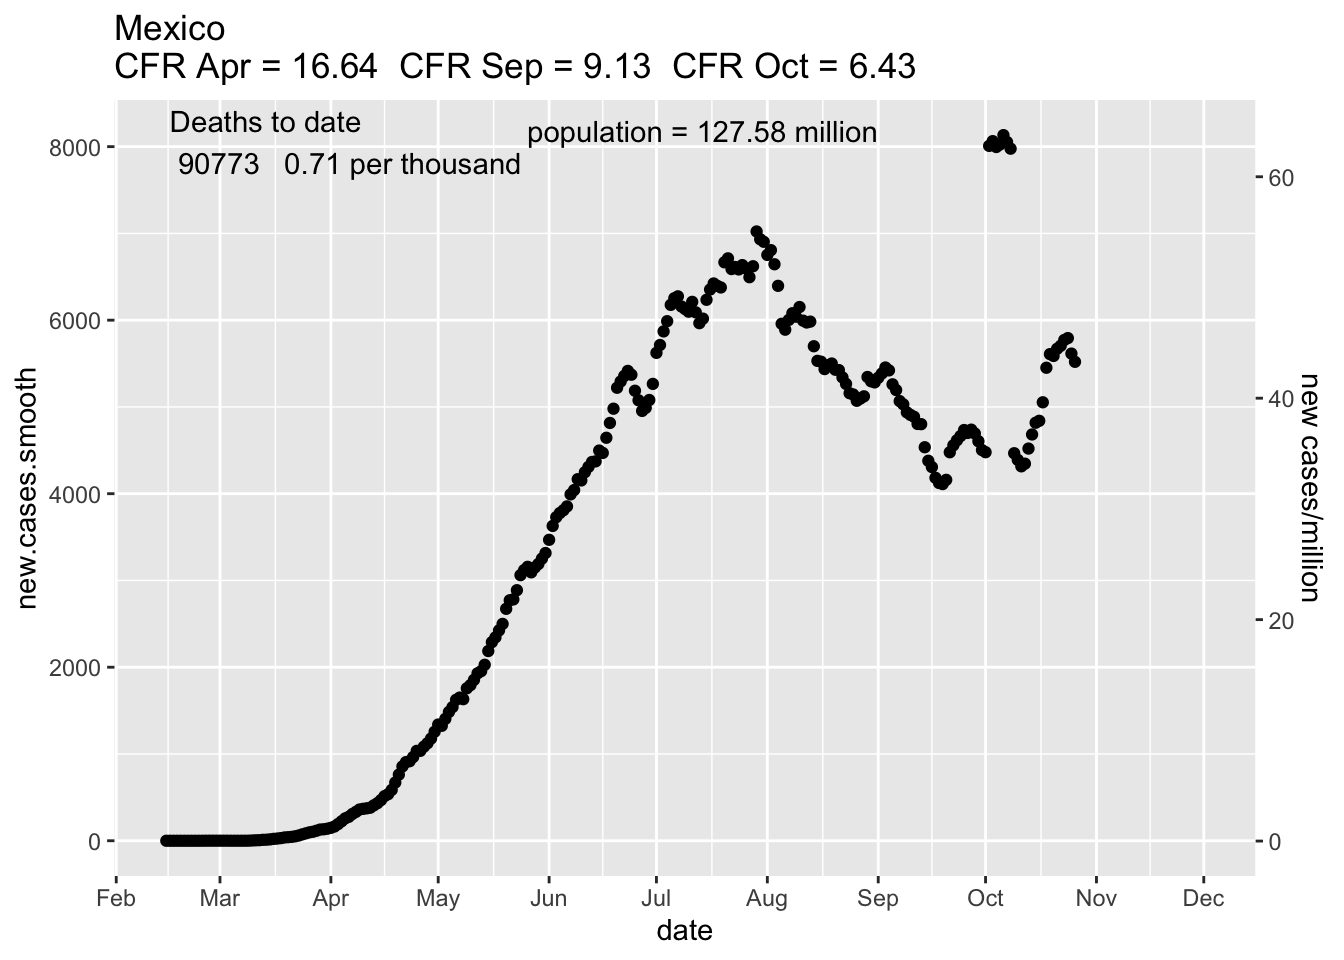 Mexico
CFR Apr = 16.64 CFR Sep = 9.13 CFR Oct = 6.43
Deaths to date
90773 0.71 per thousand
population = 127.58 million
new.cases.smooth
8000
6000
4000
2000
0
60
40
20
0
new cases/million
Feb Mar Apr May Jun Jul Aug Sep Oct Nov Dec
date